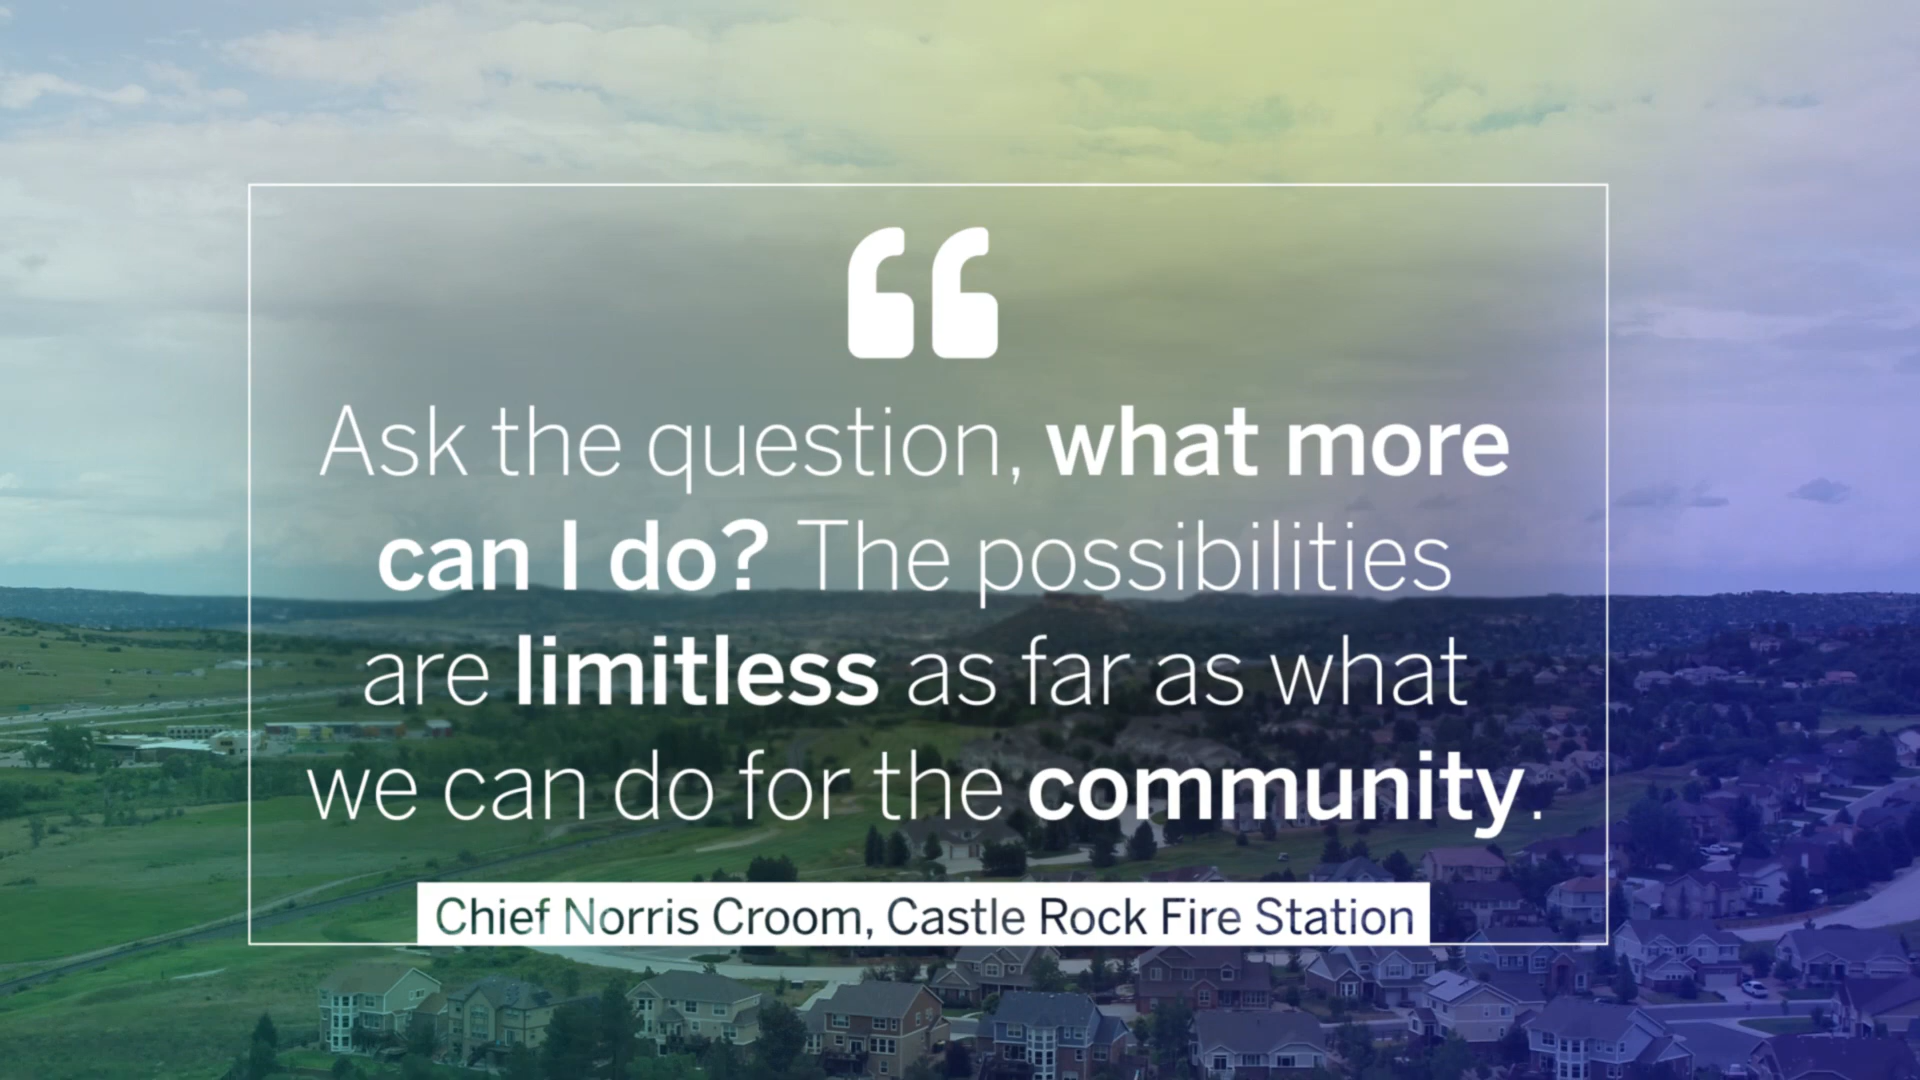 “
Ask the question, what more
can I do? The possibilities
are limitless as far as what
we can do for the community.
Chief Norris Croom, Castle Rock Fire Station